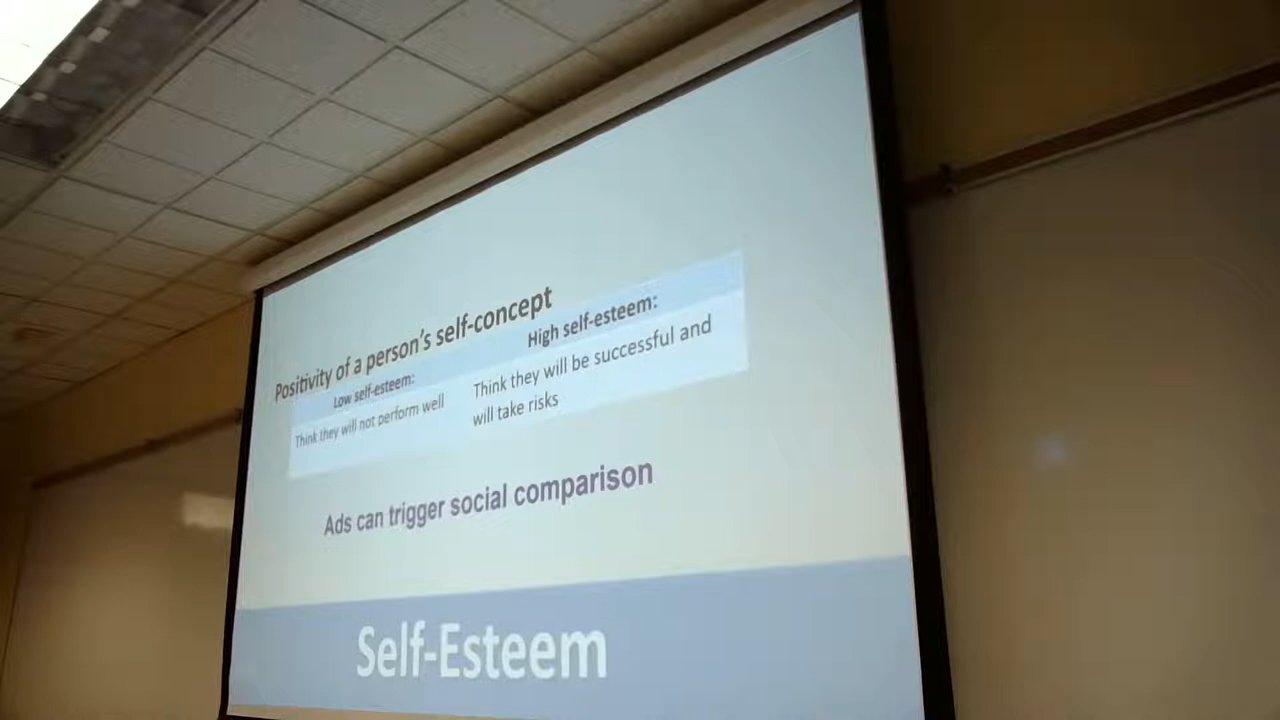 Positivity of a person's self-concept
Low self-esteem:
High self-esteem:
Think they will not perform well
Think they will be successful and
will take risks
Ads can trigger social comparison
Self-Esteem